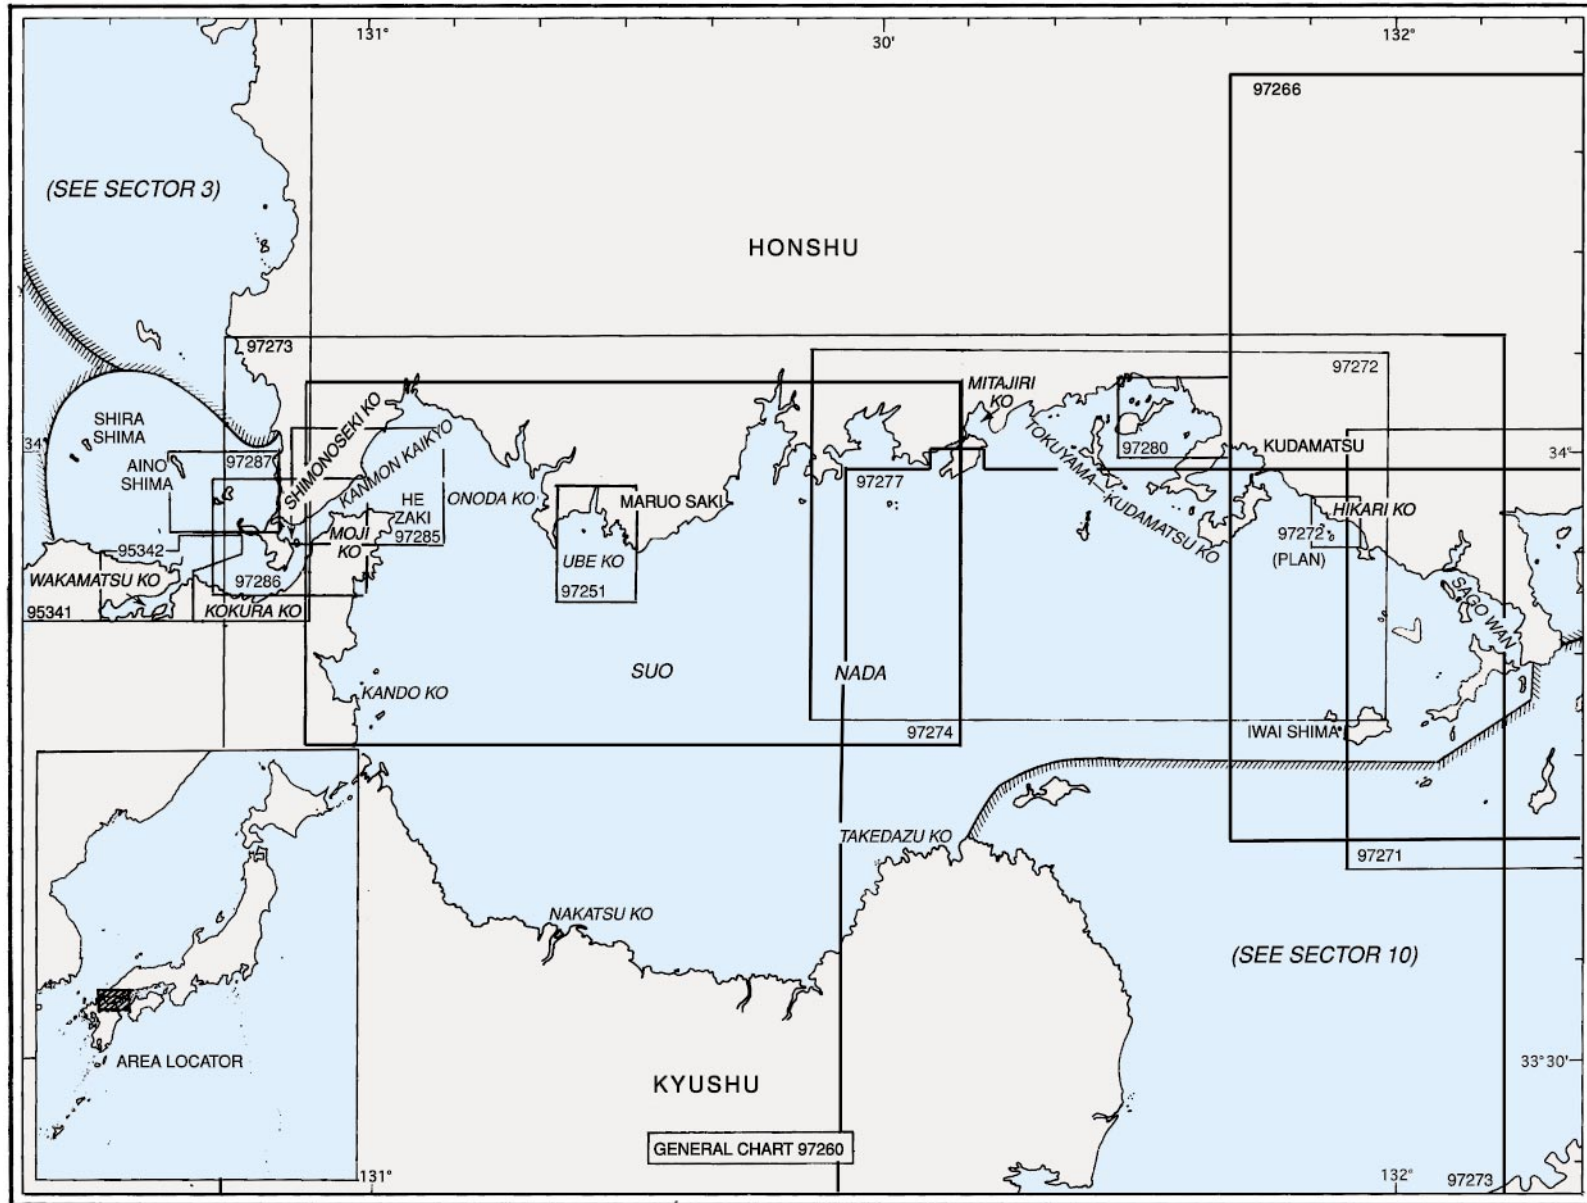 131°
30'
132°
97266
(SEE SECTOR 3)
HONSHU
97273
97272
MITAJIRI
KO
SHIMONOSEKI KO
KANMON KAIKYO
TOKUYAMA—KUDAMATSU KO
97280
KUDAMATSU
SHIRA
SHIMA
34°
34°
AINO
SHIMA
97287
97277
HE
ZAKI
97285
ONODA KO
MARUO SAKI
HIKARI KO
97272
(PLAN)
MOJI
KO
95342
UBE KO
97251
WAKAMATSU KO
97286
95341
KOKURA KO
SAGO WAN
SUO
NADA
KANDO KO
97274
IWAI SHIMA
TAKEDAZU KO
97271
NAKATSU KO
(SEE SECTOR 10)
AREA LOCATOR
33°30'
KYUSHU
GENERAL CHART 97260
131°
132°
97273